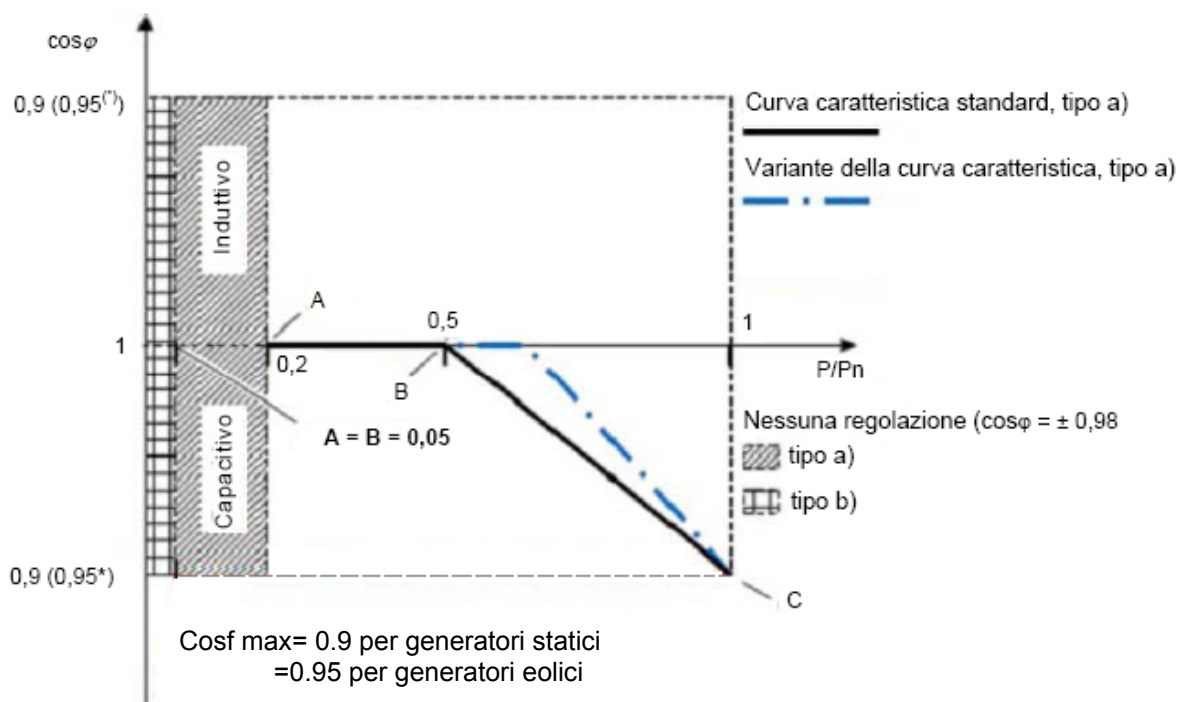 cosφ
0,9 (0,95(*)
Induttivo
Capacitivo
1
0,9 (0,95*)
A
0,2
0,5
B
A = B = 0,05
1
P/Pn
C
Curva caratteristica standard, tipo a)
Variante della curva caratteristica, tipo a)
Nessuna regolazione (cosφ = ± 0,98
tipo a)
tipo b)
Cosf max= 0.9 per generatori statici
=0.95 per generatori eolici